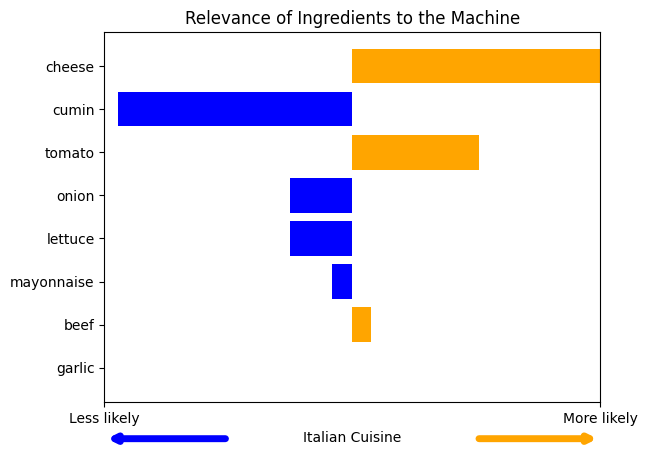 Relevance of Ingredients to the Machine
cheese
cumin
tomato
onion
lettuce
mayonnaise
beef
garlic
Less likely
More likely
Italian Cuisine